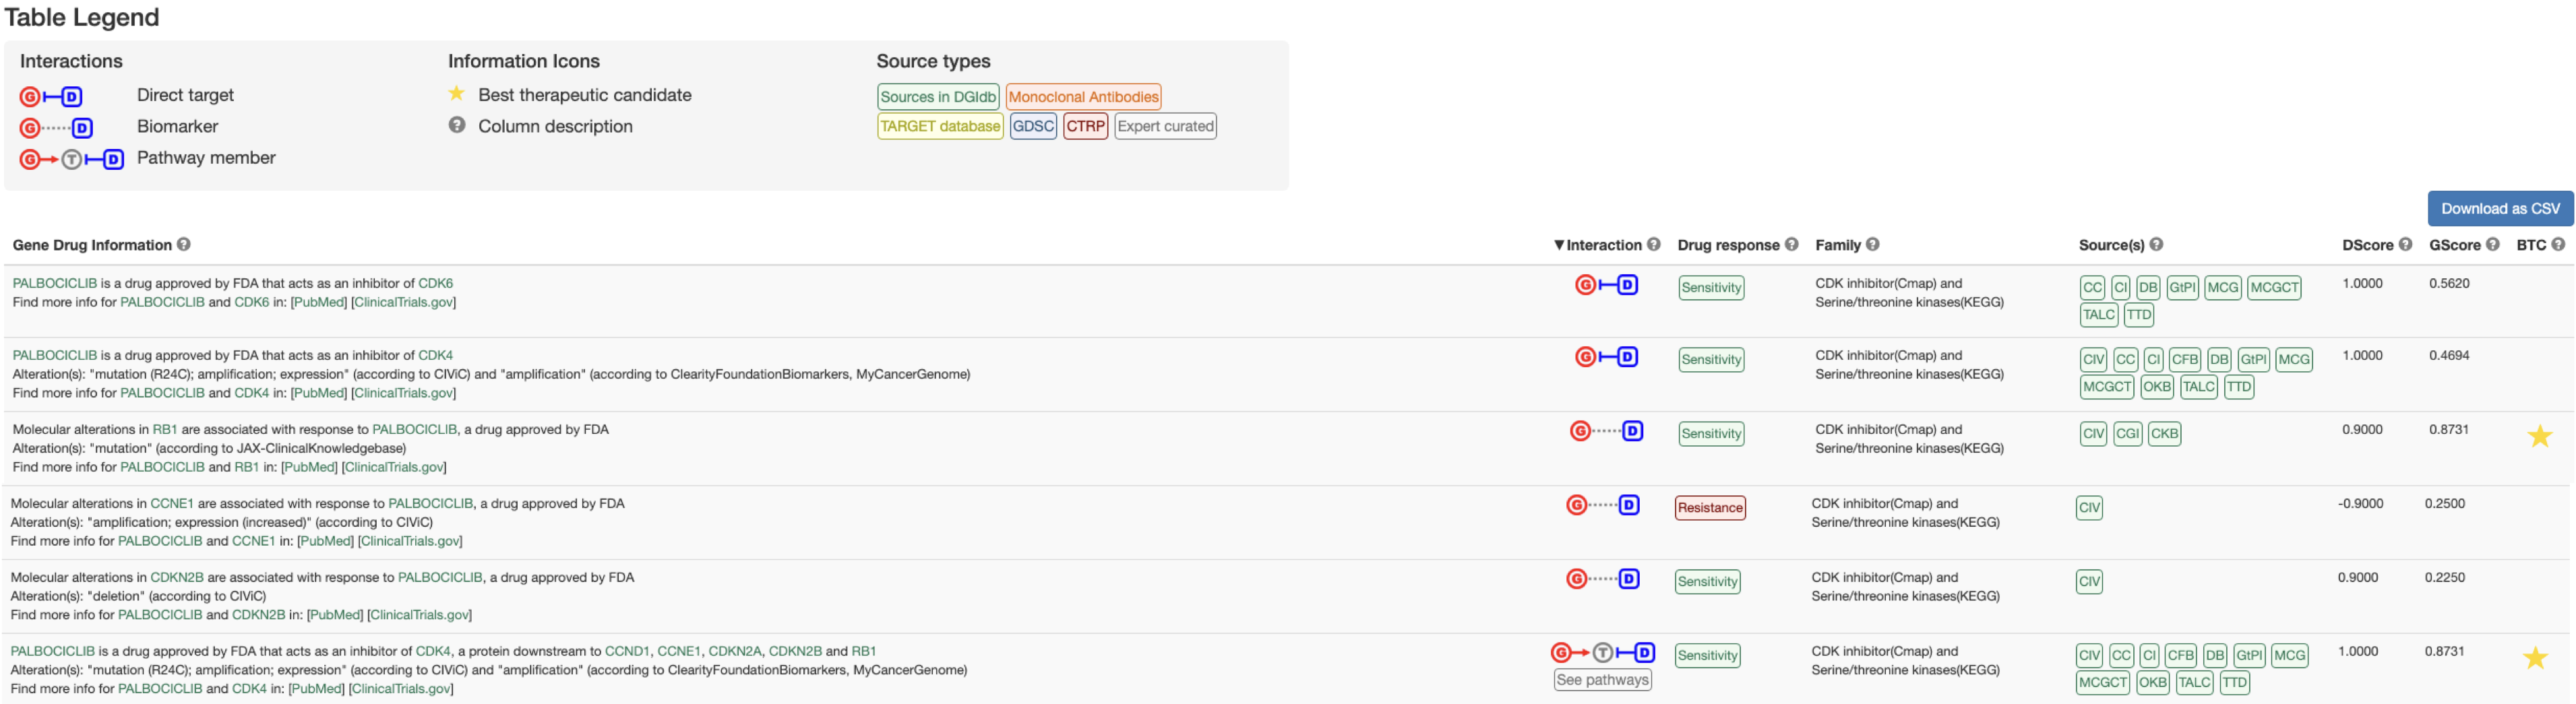 Table Legend
Interactions
Information Icons
Source types
G D Direct target
Best therapeutic candidate
Sources in DGIdb Monoclonal Antibodies
G D Biomarker
? Column description
TARGET database GDSC CTRP Expert curated
G T D Pathway member
Download as CSV
Gene Drug Information ? ▼Interaction ? Drug response ? Family ? Source(s) ? DScore ? GScore ? BTC ?
PALBOCICLIB is a drug approved by FDA that acts as an inhibitor of CDK6
Find more info for PALBOCICLIB and CDK6 in: [PubMed] [ClinicalTrials.gov]
G D
Sensitivity
CDK inhibitor(Cmap) and
Serine/threonine kinases(KEGG)
CC CI DB GtPI MCG MCGCT
TALC TTD
1.0000
0.5620
PALBOCICLIB is a drug approved by FDA that acts as an inhibitor of CDK4
Alteration(s): "mutation (R24C); amplification; expression" (according to CIViC) and "amplification" (according to ClearityFoundationBiomarkers, MyCancerGenome)
Find more info for PALBOCICLIB and CDK4 in: [PubMed] [ClinicalTrials.gov]
G D
Sensitivity
CDK inhibitor(Cmap) and
Serine/threonine kinases(KEGG)
CIV CC CI CFB DB GtPI MCG
MCGCT OKB TALC TTD
1.0000
0.4694
Molecular alterations in RB1 are associated with response to PALBOCICLIB, a drug approved by FDA
Alteration(s): "mutation" (according to JAX-ClinicalKnowledgebase)
Find more info for PALBOCICLIB and RB1 in: [PubMed] [ClinicalTrials.gov]
G D
Sensitivity
CDK inhibitor(Cmap) and
Serine/threonine kinases(KEGG)
CIV CGI CKB
0.9000
0.8731
Molecular alterations in CCNE1 are associated with response to PALBOCICLIB, a drug approved by FDA
Alteration(s): "amplification; expression (increased)" (according to CIViC)
Find more info for PALBOCICLIB and CCNE1 in: [PubMed] [ClinicalTrials.gov]
G D
Resistance
CDK inhibitor(Cmap) and
Serine/threonine kinases(KEGG)
CIV
-0.9000
0.2500
Molecular alterations in CDKN2B are associated with response to PALBOCICLIB, a drug approved by FDA
Alteration(s): "deletion" (according to CIViC)
Find more info for PALBOCICLIB and CDKN2B in: [PubMed] [ClinicalTrials.gov]
G D
Sensitivity
CDK inhibitor(Cmap) and
Serine/threonine kinases(KEGG)
CIV
0.9000
0.2250
PALBOCICLIB is a drug approved by FDA that acts as an inhibitor of CDK4, a protein downstream to CCND1, CCNE1, CDKN2A, CDKN2B and RB1
Alteration(s): "mutation (R24C); amplification; expression" (according to CIViC) and "amplification" (according to ClearityFoundationBiomarkers, MyCancerGenome)
Find more info for PALBOCICLIB and CDK4 in: [PubMed] [ClinicalTrials.gov]
G T D
See pathways
Sensitivity
CDK inhibitor(Cmap) and
Serine/threonine kinases(KEGG)
CIV CC CI CFB DB GtPI MCG
MCGCT OKB TALC TTD
1.0000
0.8731